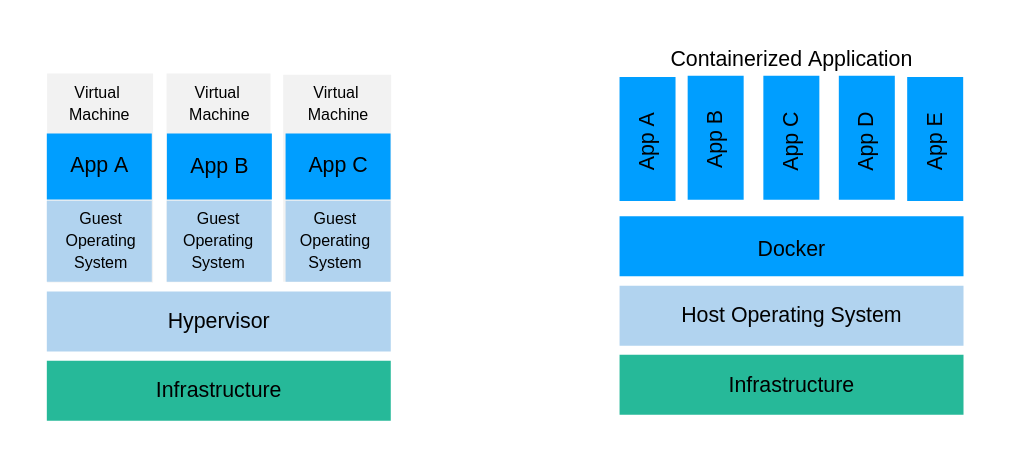 Virtual
Machine
Virtual
Machine
Virtual
Machine
App A
App B
App C
Guest
Operating
System
Guest
Operating
System
Guest
Operating
System
Hypervisor
Infrastructure
Containerized Application
App A
App B
App C
App D
App E
Docker
Host Operating System
Infrastructure